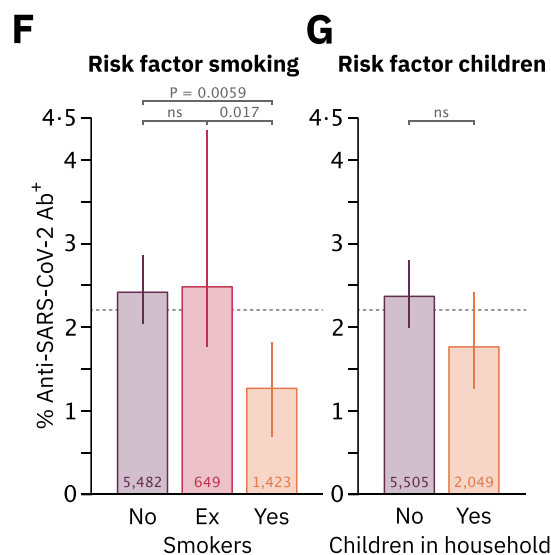 F
Risk factor smoking
P = 0.0059
ns
0.017
% Anti-SARS-CoV-2 Ab+
4·5
4
3
2
1
0
5,482
649
1,423
No
Ex
Yes
Smokers
G
Risk factor children
ns
4·5
4
3
2
1
0
5,505
2,049
No
Yes
Children in household